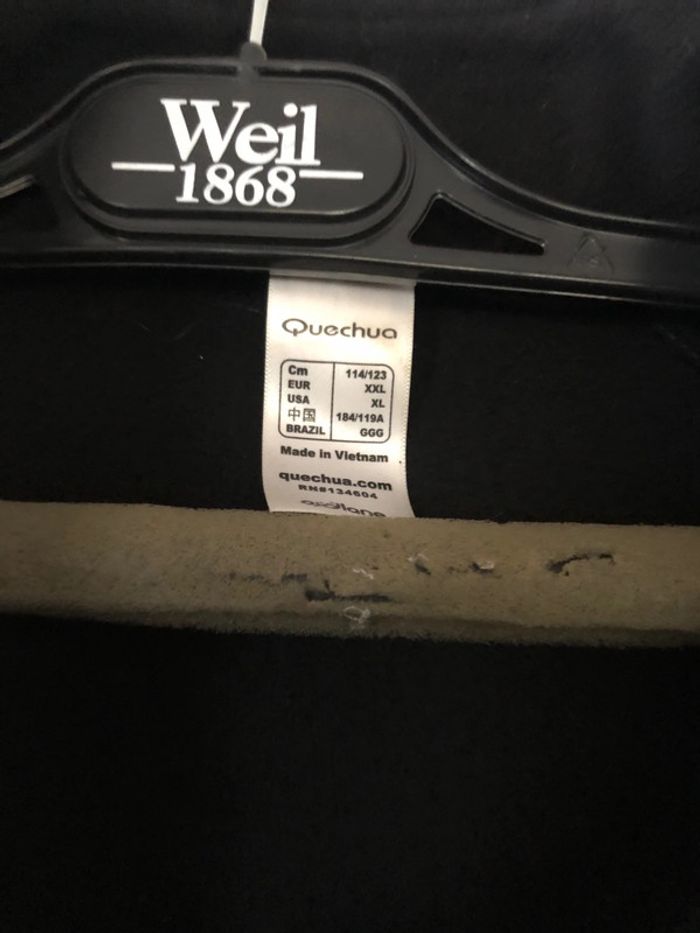 Weil
1868
Quechua
Cm 114/123
EUR XXL
USA XL
中国 184/119A
BRAZIL GGG
Made in Vietnam
quechua.com
RN#134604